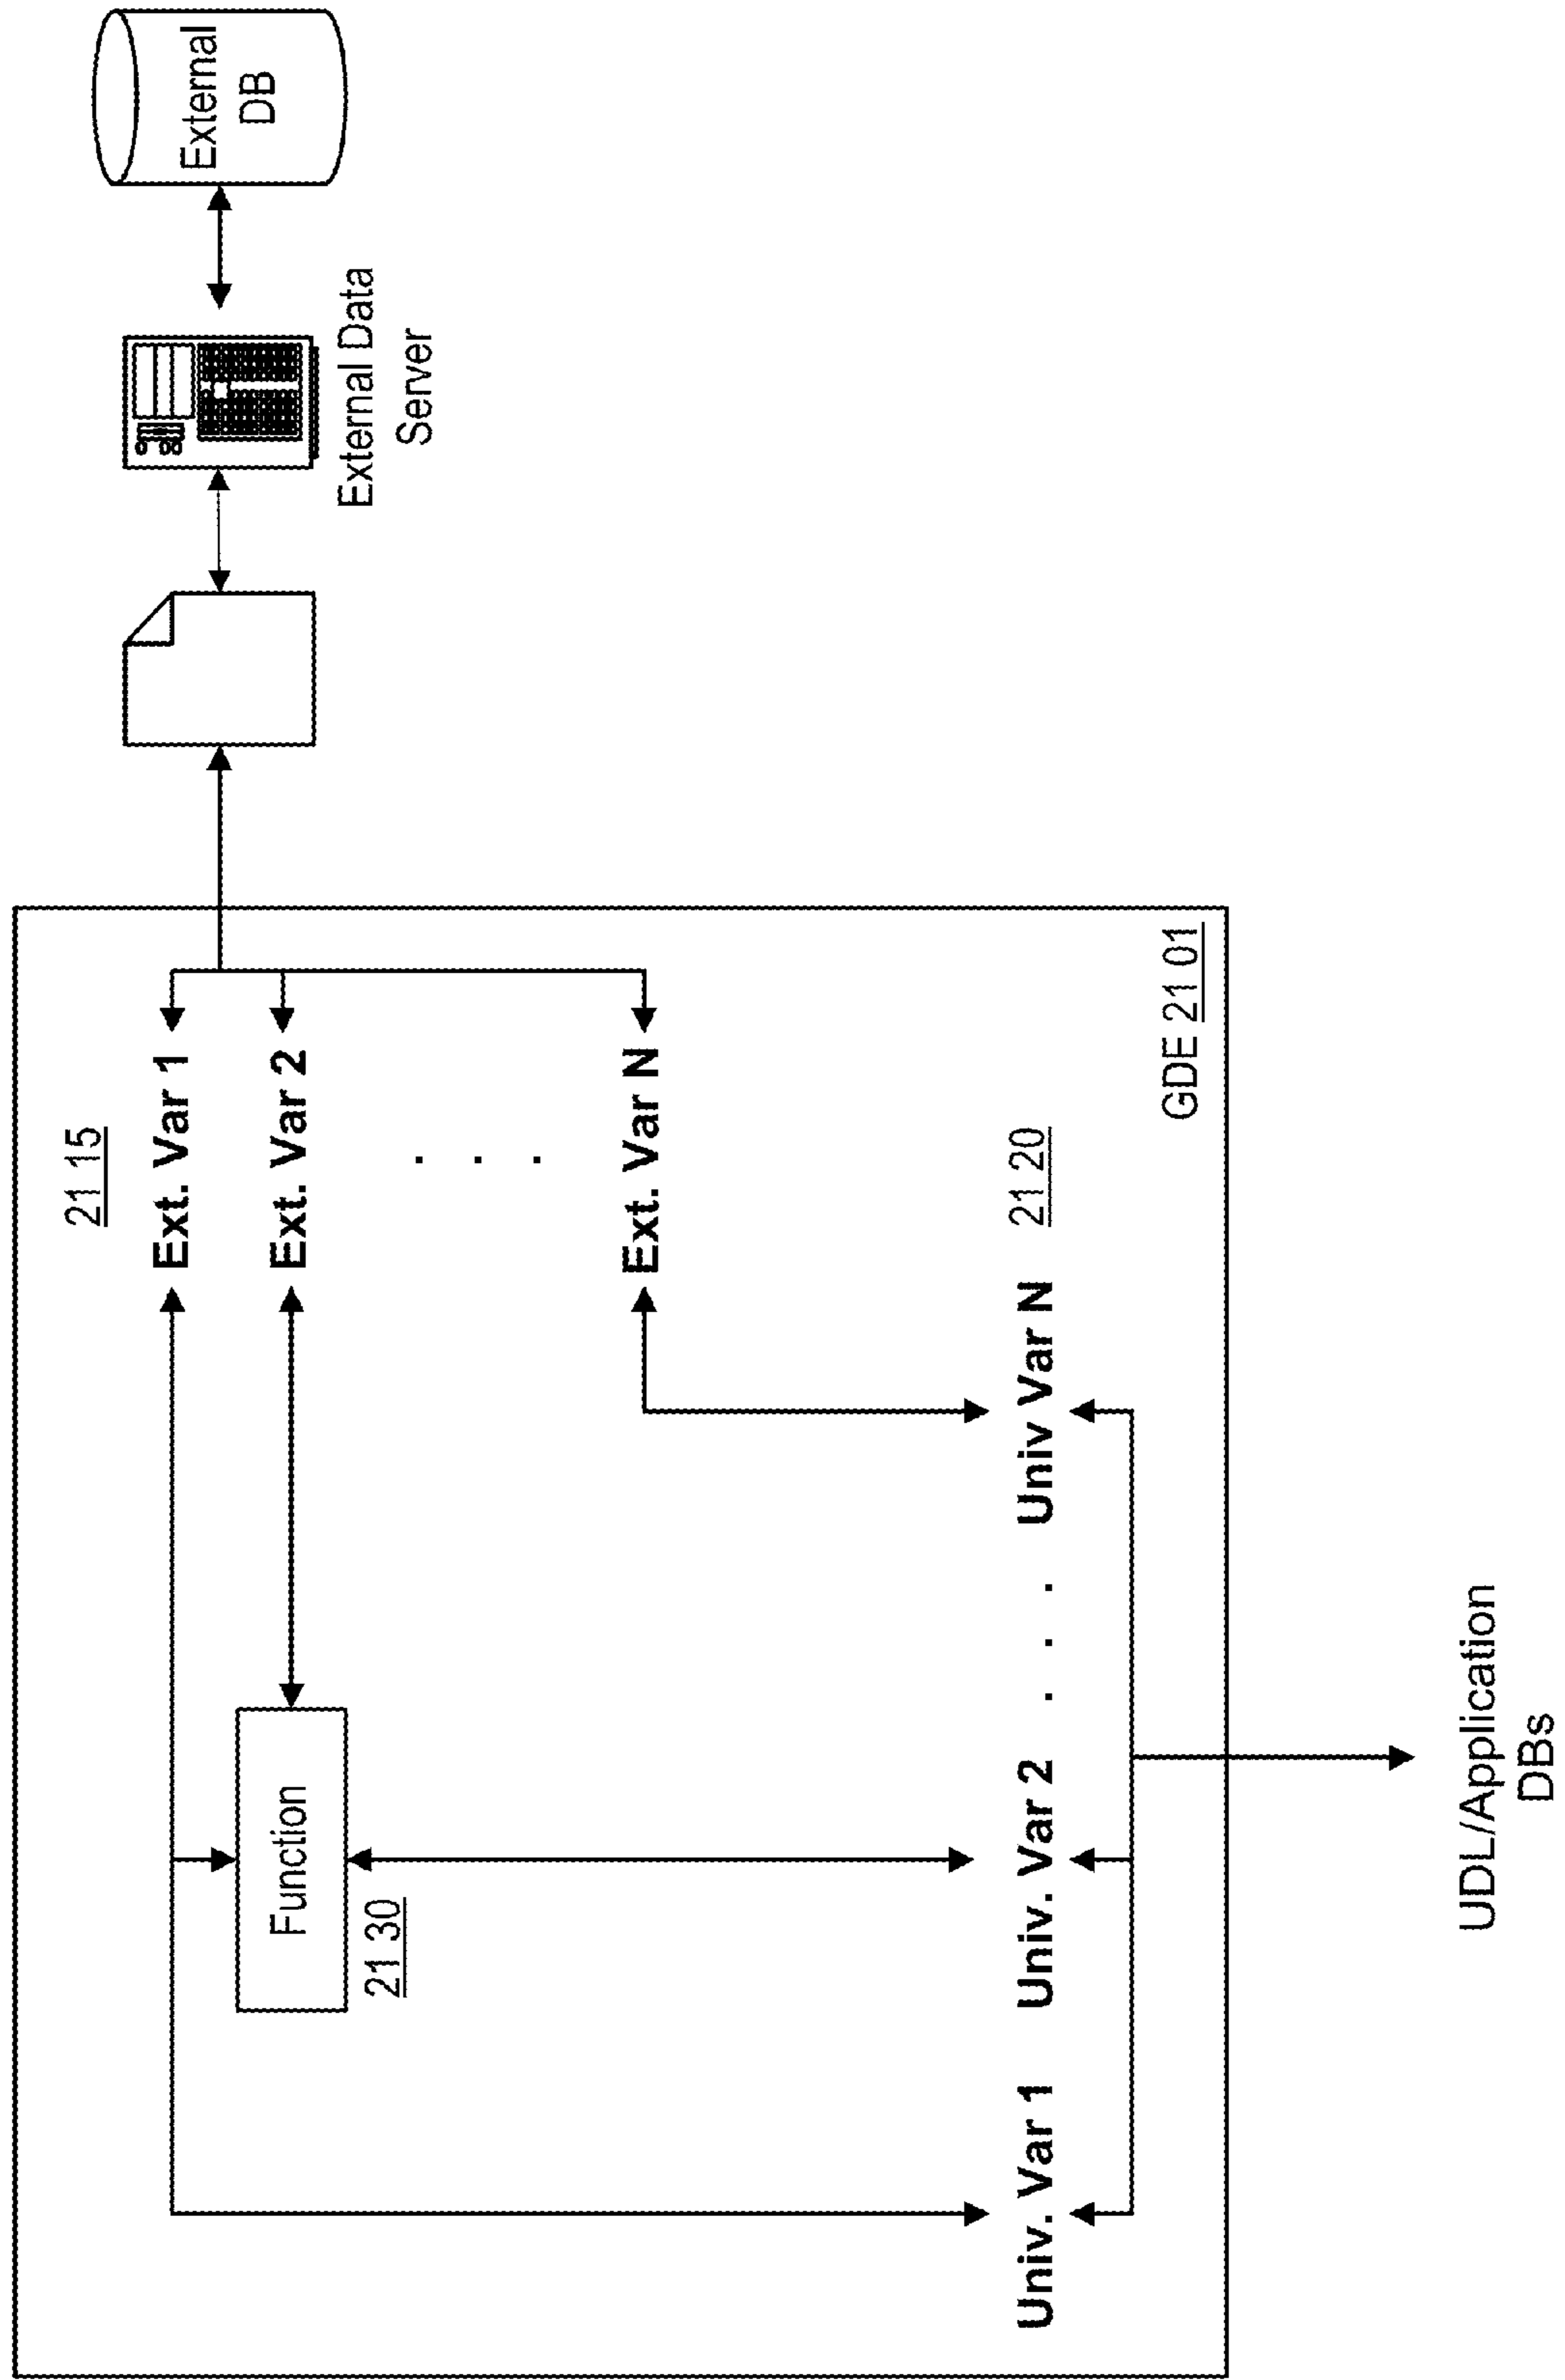 21 15
Ext. Var 1
External
DB
Function
Ext. Var 2
21 30
External Data
Server
. . .
Ext. Var N
Univ. Var 1 Univ. Var 2 . . . Univ Var N 21 20
GDE 21 01
UDL/Application
DBs